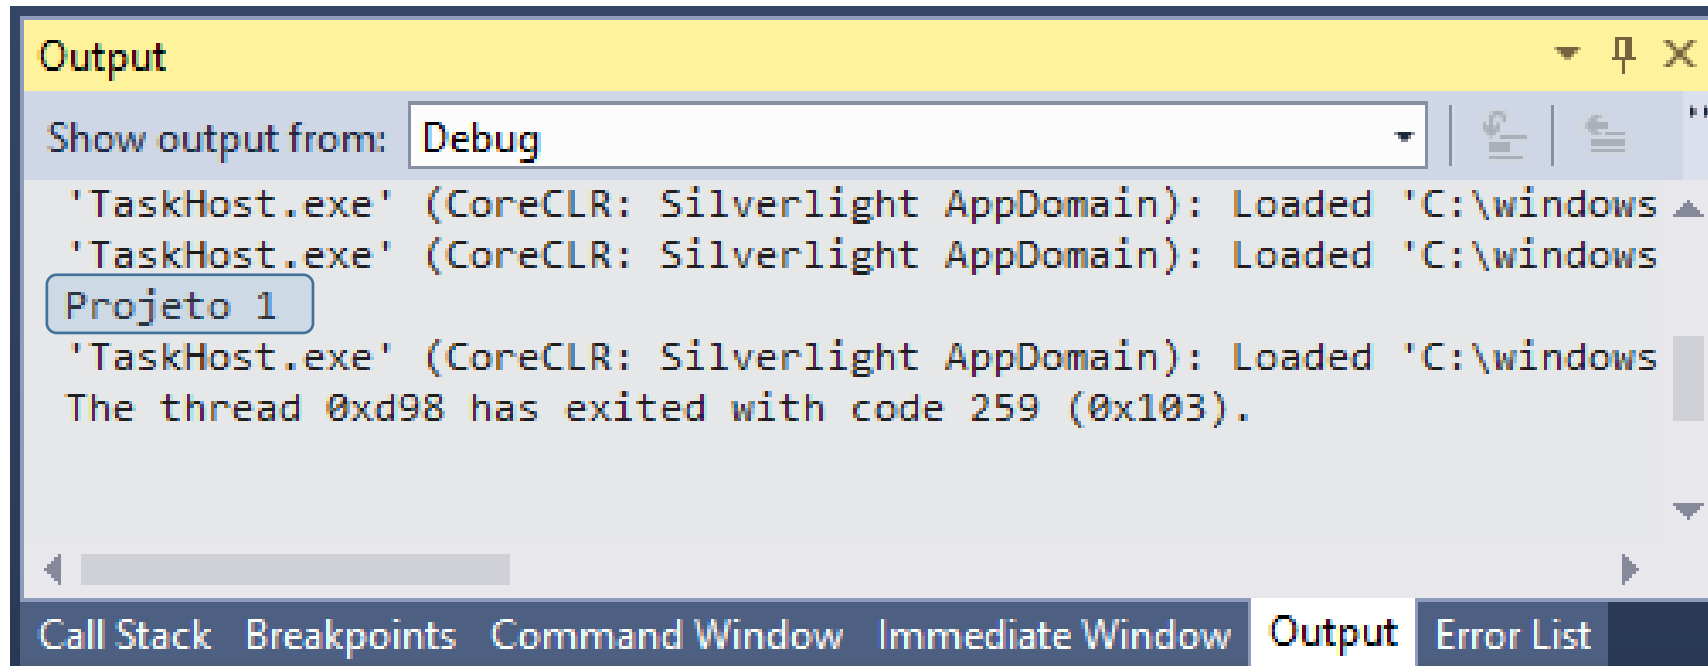 Output
Show output from: Debug
'TaskHost.exe' (CoreCLR: Silverlight AppDomain): Loaded 'C:\windows
'TaskHost.exe' (CoreCLR: Silverlight AppDomain): Loaded 'C:\windows
Projeto 1
'TaskHost.exe' (CoreCLR: Silverlight AppDomain): Loaded 'C:\windows
The thread 0xd98 has exited with code 259 (0x103).
Call Stack Breakpoints Command Window Immediate Window Output Error List